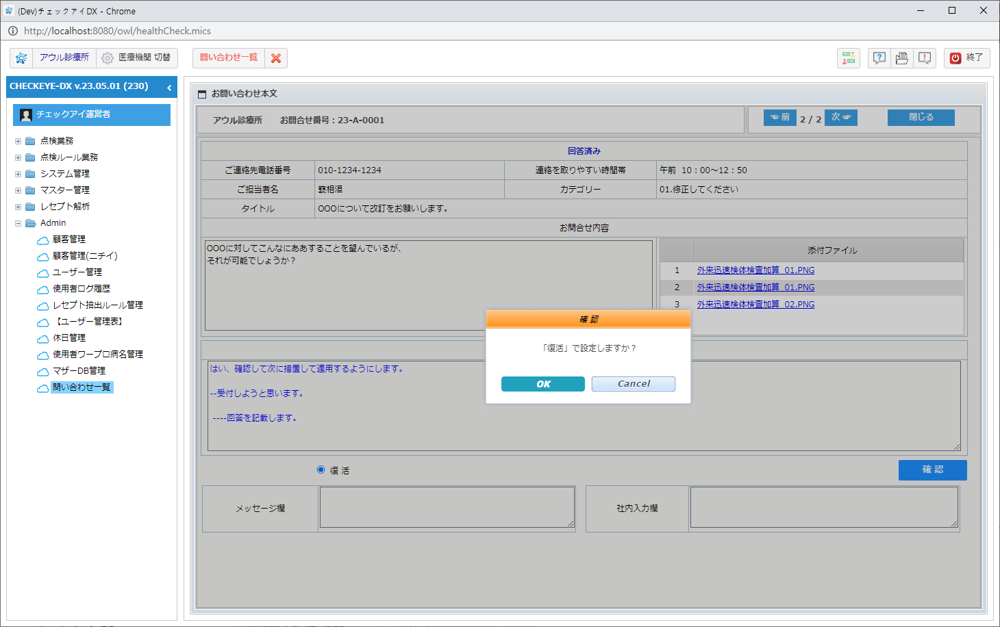 (Dev)チェックアイDX - Chrome
http://localhost:8080/owl/healthCheck.mics
アウル診療所
医療機関 切替
問い合わせ一覧
終了
CHECKEYE-DX v.23.05.01 (230)
チェックアイ運営者
点検業務
点検ルール業務
システム管理
マスター管理
レセプト解析
Admin
顧客管理
顧客管理(ニチイ)
ユーザー管理
使用者ログ履歴
レセプト抽出ルール管理
【ユーザー管理表】
休日管理
使用者ワープロ病名管理
マザーDB管理
問い合わせ一覧
お問い合わせ本文
アウル診療所 お問合せ番号 : 23-A-0001
前 2 / 2 次
閉じる
回答済み
ご連絡先電話番号 010-1234-1234 連絡を取りやすい時間帯 午前 10：00～12：50
ご担当者名 裵相洹 カテゴリー 01.修正してください
タイトル OOOについて改訂をお願いします。
お問合せ内容
OOOに対してこんなにああすることを望んでいるが、
それが可能でしょうか？
添付ファイル
1 外来迅速検体検査加算_01.PNG
2 外来迅速検体検査加算_01.PNG
3 外来迅速検体検査加算_02.PNG
確 認
「復活」で設定しますか？
OK Cancel
はい、確認して次に措置して適用するようにします。
--受付しようと思います。
----回答を記載します。
復 活
確 認
メッセージ欄
社内入力欄